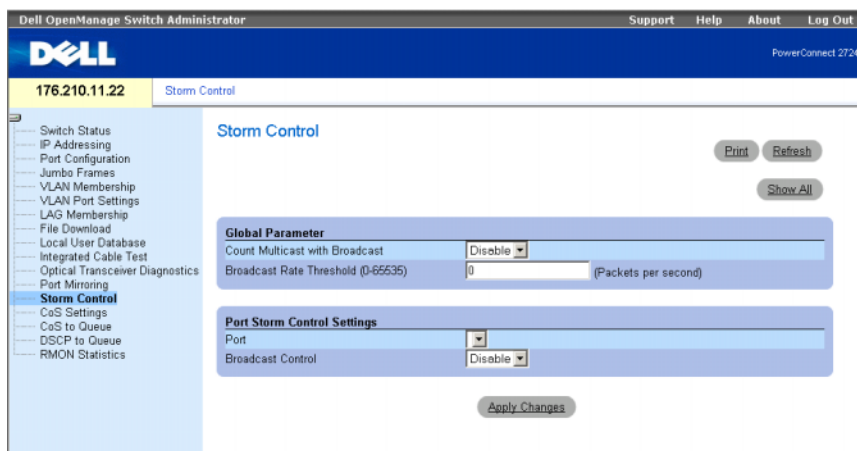 Dell OpenManage Switch Administrator Support Help About Log Out
DELL
PowerConnect 2724
176.210.11.22 Storm Control
Switch Status
IP Addressing
Port Configuration
Jumbo Frames
VLAN Membership
VLAN Port Settings
LAG Membership
File Download
Local User Database
Integrated Cable Test
Optical Transceiver Diagnostics
Port Mirroring
Storm Control
CoS Settings
CoS to Queue
DSCP to Queue
RMON Statistics
Storm Control
Print Refresh
Show All
Global Parameter
Count Multicast with Broadcast Disable
Broadcast Rate Threshold (0-65535) 0 (Packets per second)
Port Storm Control Settings
Port
Broadcast Control Disable
Apply Changes